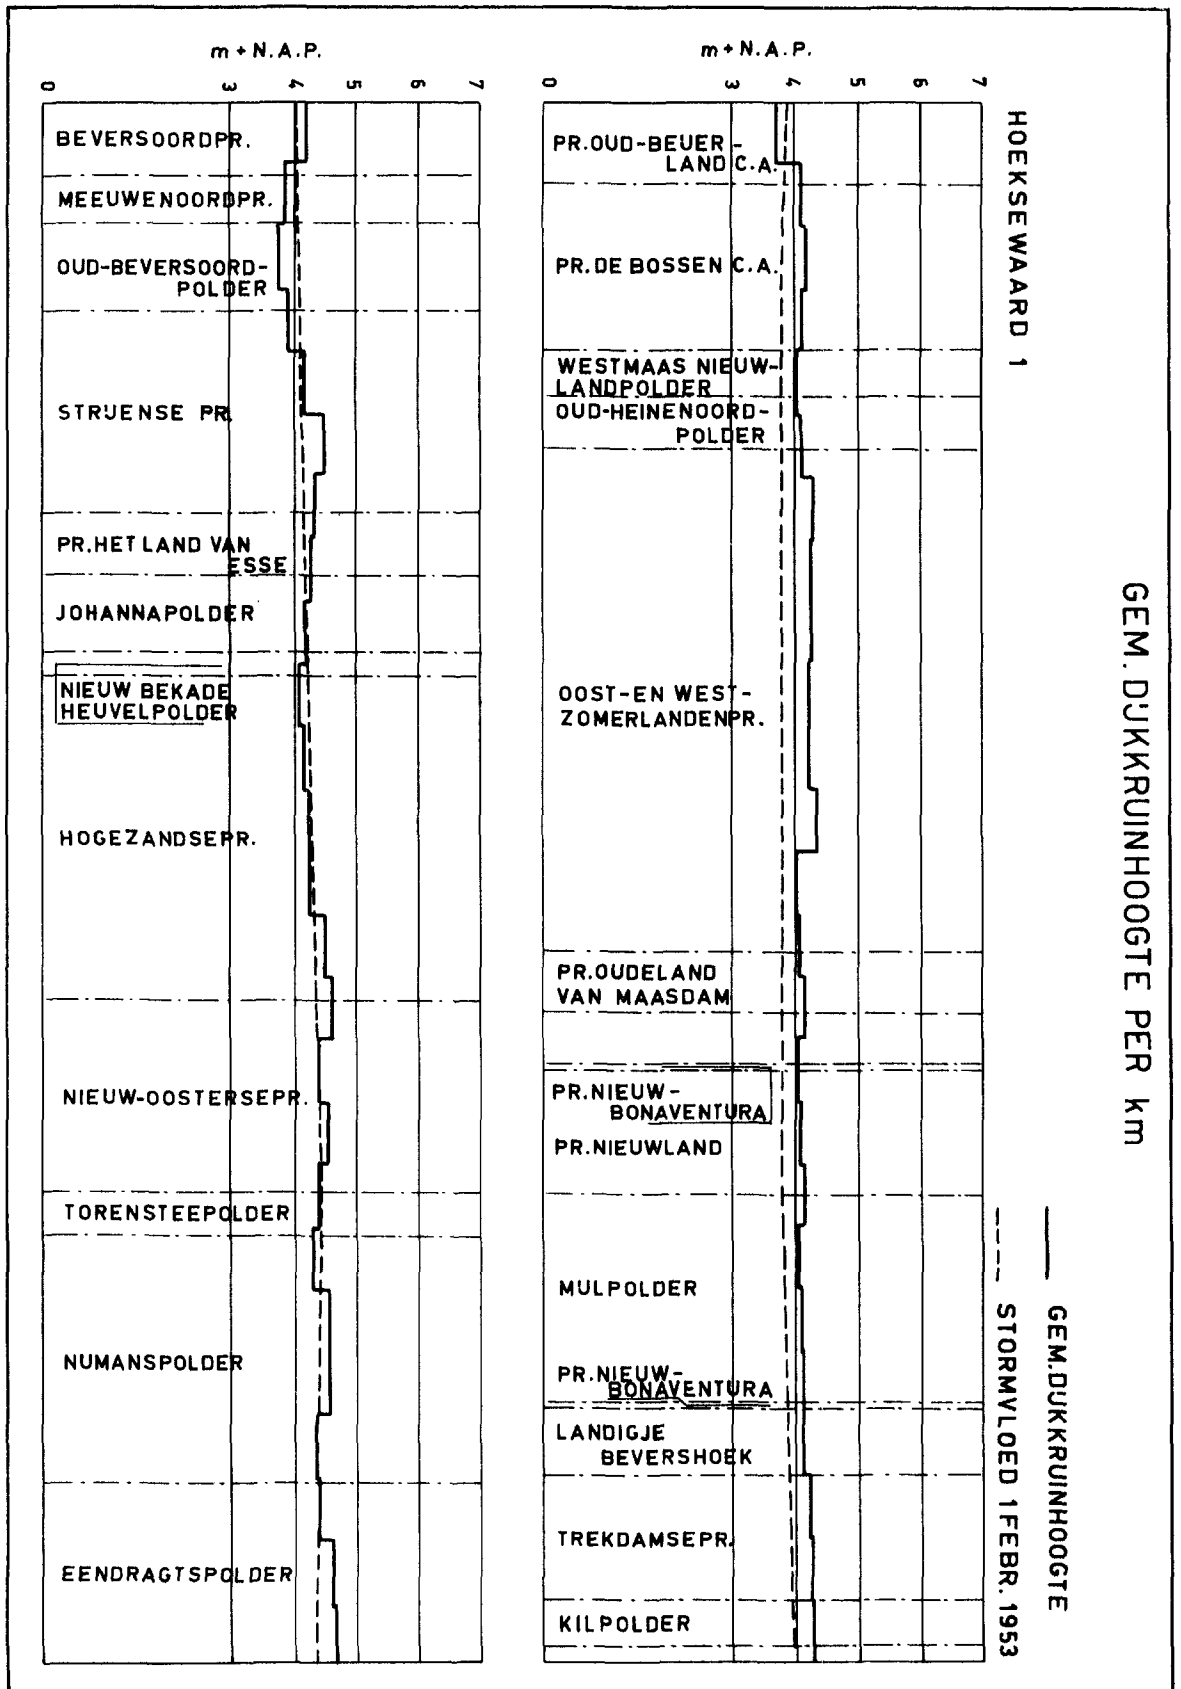 GEM. DIJKKRUINHOOGTE PER km
GEM. DIJKKRUINHOOGTE
STORMVLOED 1 FEBR. 1953
HOEKSEWAARD 1
m + N.A.P.
0 3 4 5 6 7
PR. OUD-BEUER-
LAND C.A.
PR. DE BOSSEN C.A.
WESTMAAS NIEUW-
LANDPOLDER
OUD-HEINENOORD-
POLDER
OOST-EN WEST-
ZOMERLANDENPR.
PR. OUDELAND
VAN MAASDAM
PR. NIEUW-
BONAVENTURA
PR. NIEUWLAND
MULPOLDER
PR. NIEUW-
BONAVENTURA
LANDIGJE
BEVERSHOEK
TREKDAMSEPR.
KILPOLDER
m + N.A.P.
0 3 4 5 6 7
BEVERSOORDPR.
MEEUWENOORDPR.
OUD-BEVERSOORD-
POLDER
STRIJENSE PR.
PR. HET LAND VAN
ESSE
JOHANNAPOLDER
NIEUW BEKADE
HEUVELPOLDER
HOGEZANDSEPR.
NIEUW-OOSTERSEPR.
TORENSTEEPOLDER
NUMANSPOLDER
EENDRAGTSPOLDER